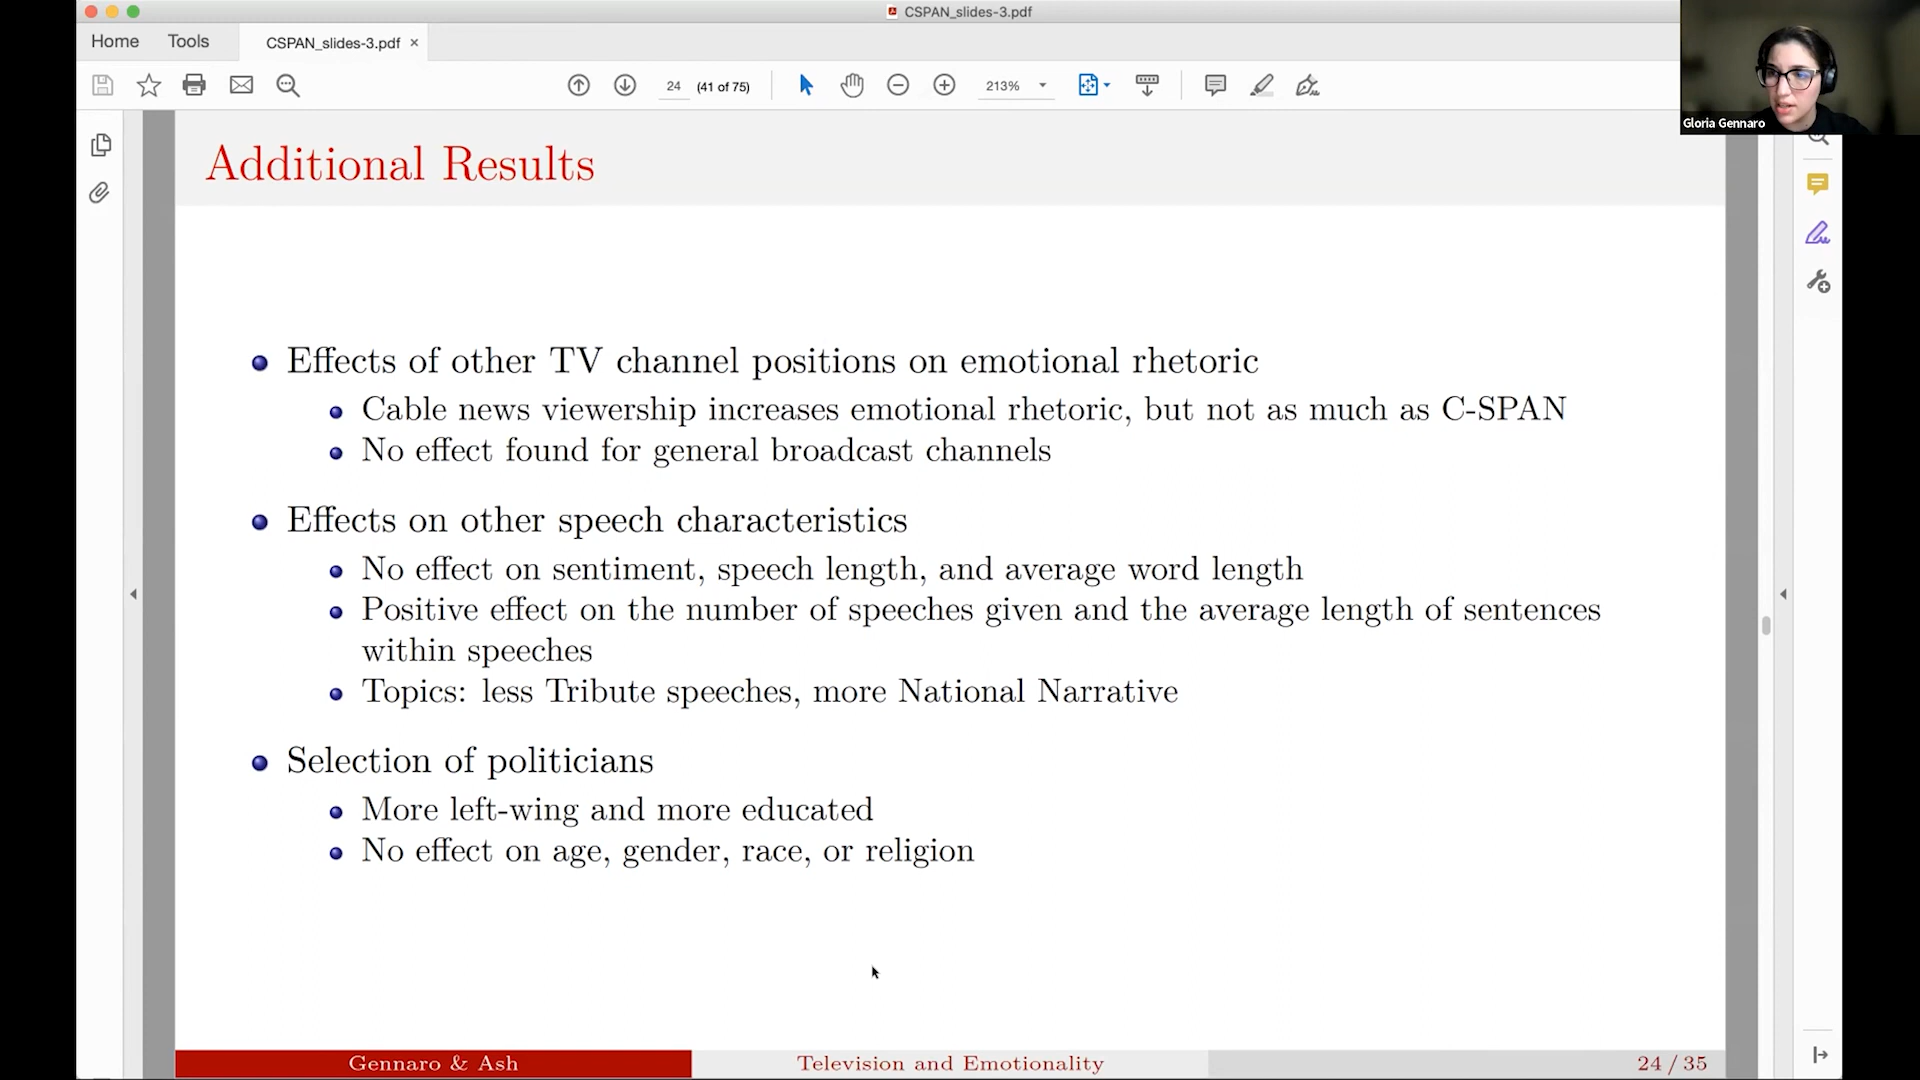 CSPAN_slides-3.pdf
Home Tools CSPAN_slides-3.pdf ×
24 (41 of 75) 213%
Gloria Gennaro
Additional Results
Effects of other TV channel positions on emotional rhetoric
Cable news viewership increases emotional rhetoric, but not as much as C-SPAN
No effect found for general broadcast channels
Effects on other speech characteristics
No effect on sentiment, speech length, and average word length
Positive effect on the number of speeches given and the average length of sentences
within speeches
Topics: less Tribute speeches, more National Narrative
Selection of politicians
More left-wing and more educated
No effect on age, gender, race, or religion
Gennaro & Ash Television and Emotionality 24 / 35